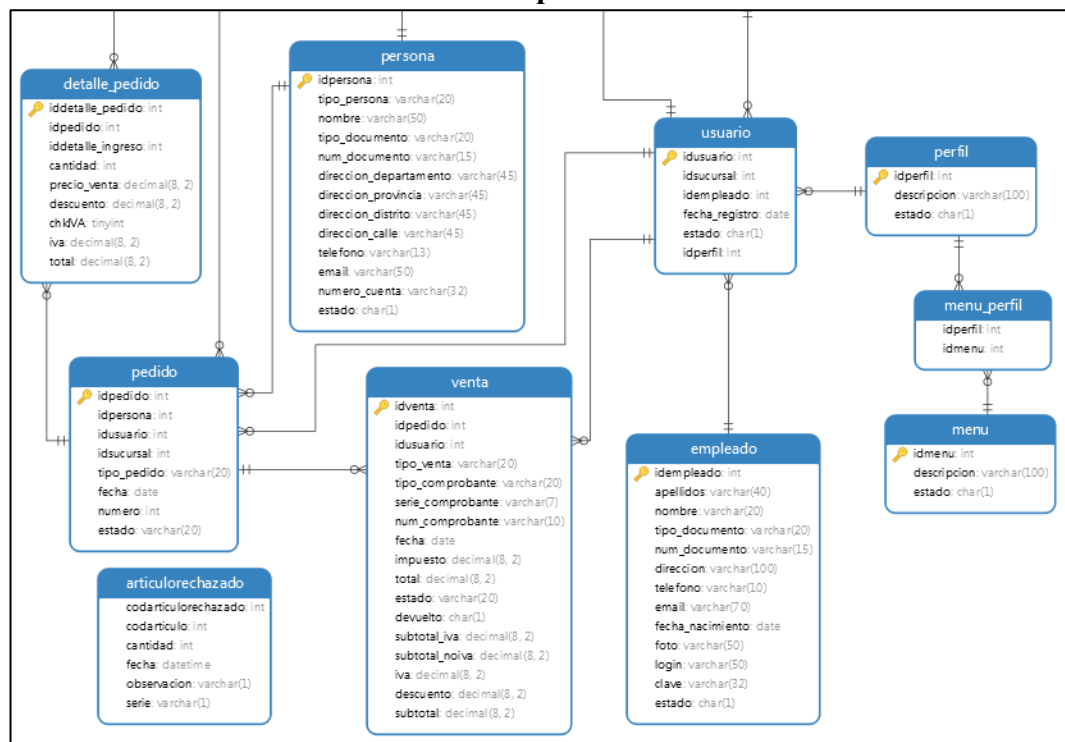 detalle_pedido
iddetalle_pedido: int
idpedido: int
iddetalle_ingreso: int
cantidad: int
precio_venta: decimal(8, 2)
descuento: decimal(8, 2)
chkIVA: tinyint
iva: decimal(8, 2)
total: decimal(8, 2)
persona
idpersona: int
tipo_persona: varchar(20)
nombre: varchar(50)
tipo_documento: varchar(20)
num_documento: varchar(15)
direccion_departamento: varchar(45)
direccion_provincia: varchar(45)
direccion_distrito: varchar(45)
direccion_calle: varchar(45)
telefono: varchar(13)
email: varchar(50)
numero_cuenta: varchar(32)
estado: char(1)
usuario
idusuario: int
idsucursal: int
idempleado: int
fecha_registro: date
estado: char(1)
idperfil: int
perfil
idperfil: int
descripcion: varchar(100)
estado: char(1)
menu_perfil
idperfil: int
idmenu: int
pedido
idpedido: int
idpersona: int
idusuario: int
idsucursal: int
tipo_pedido: varchar(20)
fecha: date
numero: int
estado: varchar(20)
venta
idventa: int
idpedido: int
idusuario: int
tipo_venta: varchar(20)
tipo_comprobante: varchar(20)
serie_comprobante: varchar(7)
num_comprobante: varchar(10)
fecha: date
impuesto: decimal(8, 2)
total: decimal(8, 2)
estado: varchar(20)
devuelto: char(1)
subtotal_iva: decimal(8, 2)
subtotal_noiva: decimal(8, 2)
iva: decimal(8, 2)
descuento: decimal(8, 2)
subtotal: decimal(8, 2)
empleado
idempleado: int
apellidos: varchar(40)
nombre: varchar(20)
tipo_documento: varchar(20)
num_documento: varchar(15)
direccion: varchar(100)
telefono: varchar(10)
email: varchar(70)
fecha_nacimiento: date
foto: varchar(50)
login: varchar(50)
clave: varchar(32)
estado: char(1)
menu
idmenu: int
descripcion: varchar(100)
estado: char(1)
articulorechazado
codarticulorechazado: int
codarticulo: int
cantidad: int
fecha: datetime
observacion: varchar(1)
serie: varchar(1)